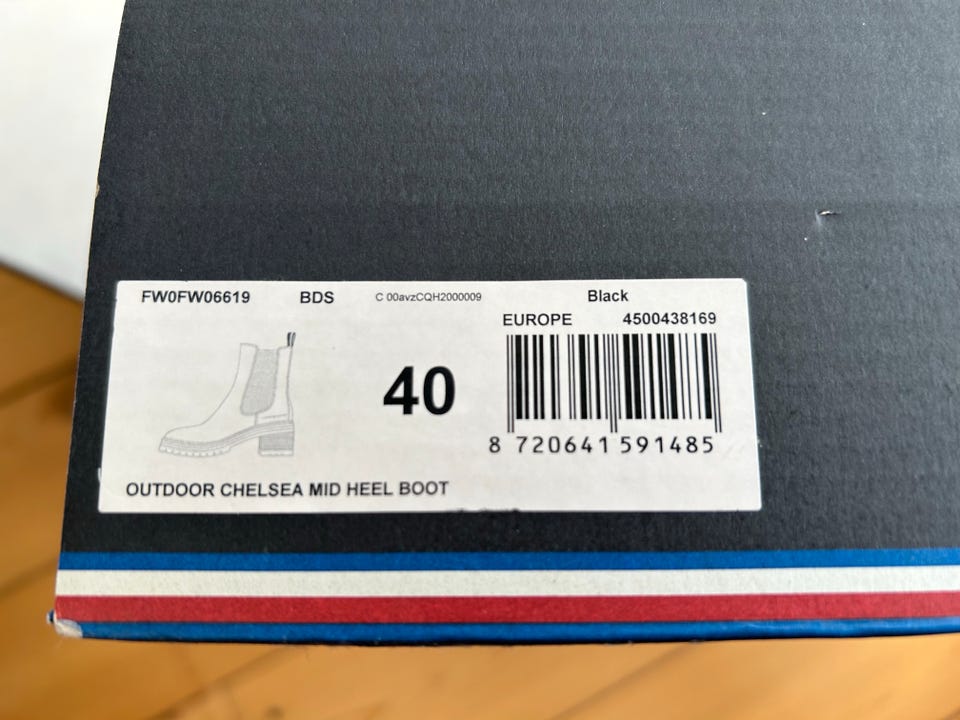 FW0FW06619 BDS C 00avzCQH2000009 Black
EUROPE 4500438169
40
8 720641 591485
OUTDOOR CHELSEA MID HEEL BOOT